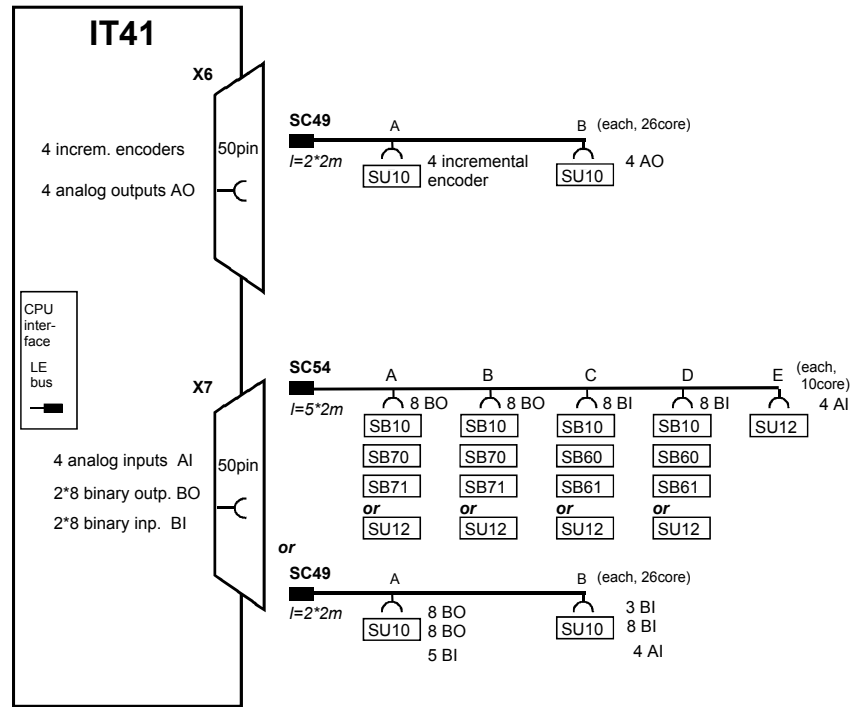 IT41
X6
4 increm. encoders
4 analog outputs AO
50pin
SC49
l=2*2m
A
B (each, 26core)
SU10
4 incremental
encoder
SU10
4 AO
CPU
inter-
face
LE
bus
X7
4 analog inputs AI
2*8 binary outp. BO
2*8 binary inp. BI
50pin
SC54
l=5*2m
A B C D E (each,
10core)
8 BO 8 BO 8 BI 8 BI 4 AI
SB10 SB10 SB10 SB10 SU12
SB70 SB70 SB60 SB60
SB71 SB71 SB61 SB61
or or or or
SU12 SU12 SU12 SU12
or
SC49
l=2*2m
A
B (each, 26core)
SU10
8 BO
8 BO
5 BI
SU10
3 BI
8 BI
4 AI